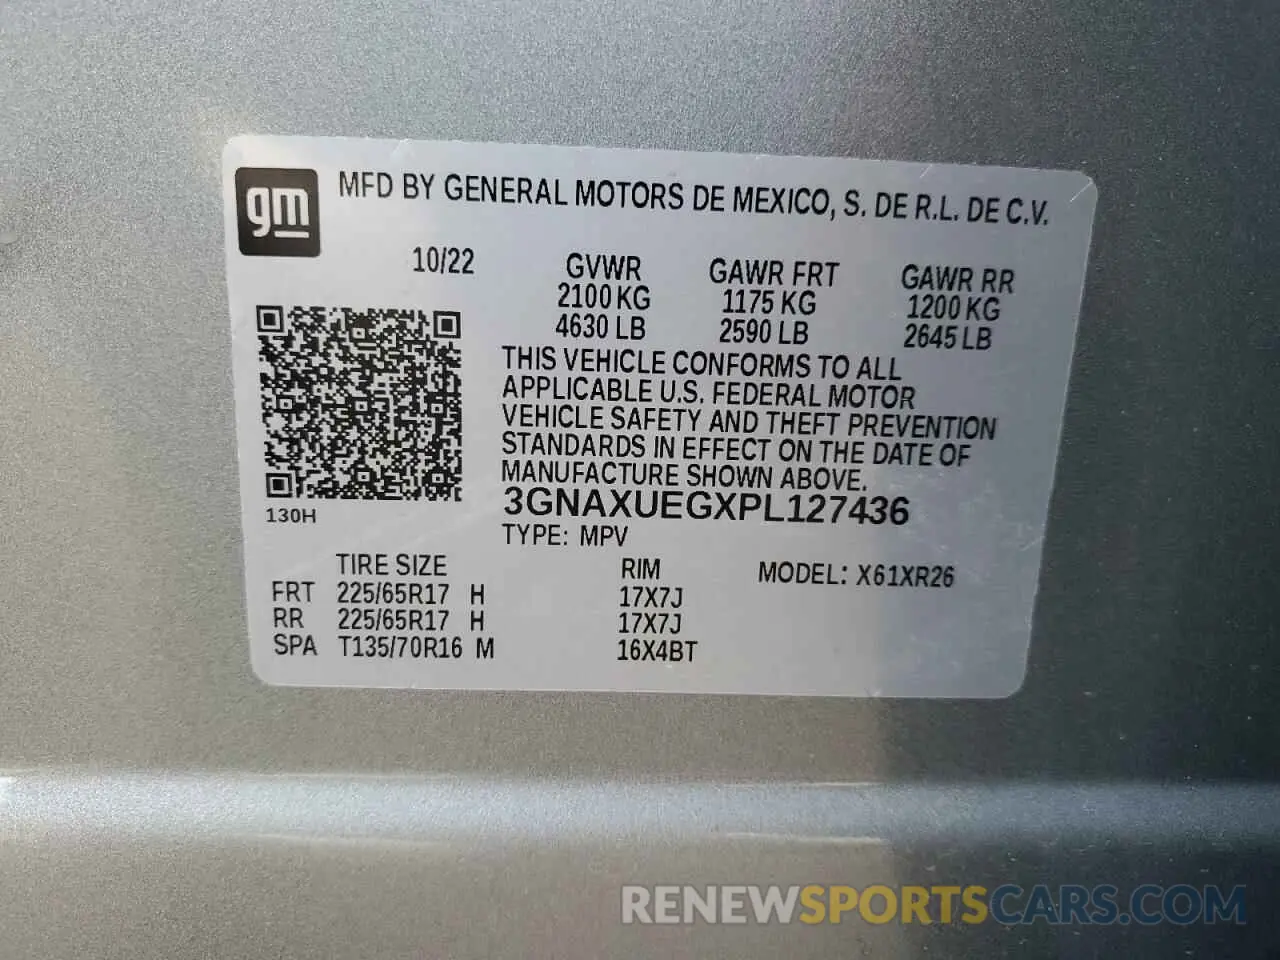 gm
MFD BY GENERAL MOTORS DE MEXICO, S. DE R.L. DE C.V.
10/22
GVWR GAWR FRT GAWR RR
2100 KG 1175 KG 1200 KG
4630 LB 2590 LB 2645 LB
THIS VEHICLE CONFORMS TO ALL
APPLICABLE U.S. FEDERAL MOTOR
VEHICLE SAFETY AND THEFT PREVENTION
STANDARDS IN EFFECT ON THE DATE OF
MANUFACTURE SHOWN ABOVE.
3GNAXUEGXPL127436
130H
TYPE: MPV
TIRE SIZE RIM MODEL: X61XR26
FRT 225/65R17 H 17X7J
RR 225/65R17 H 17X7J
SPA T135/70R16 M 16X4BT
RENEWSPORTSCARS.COM